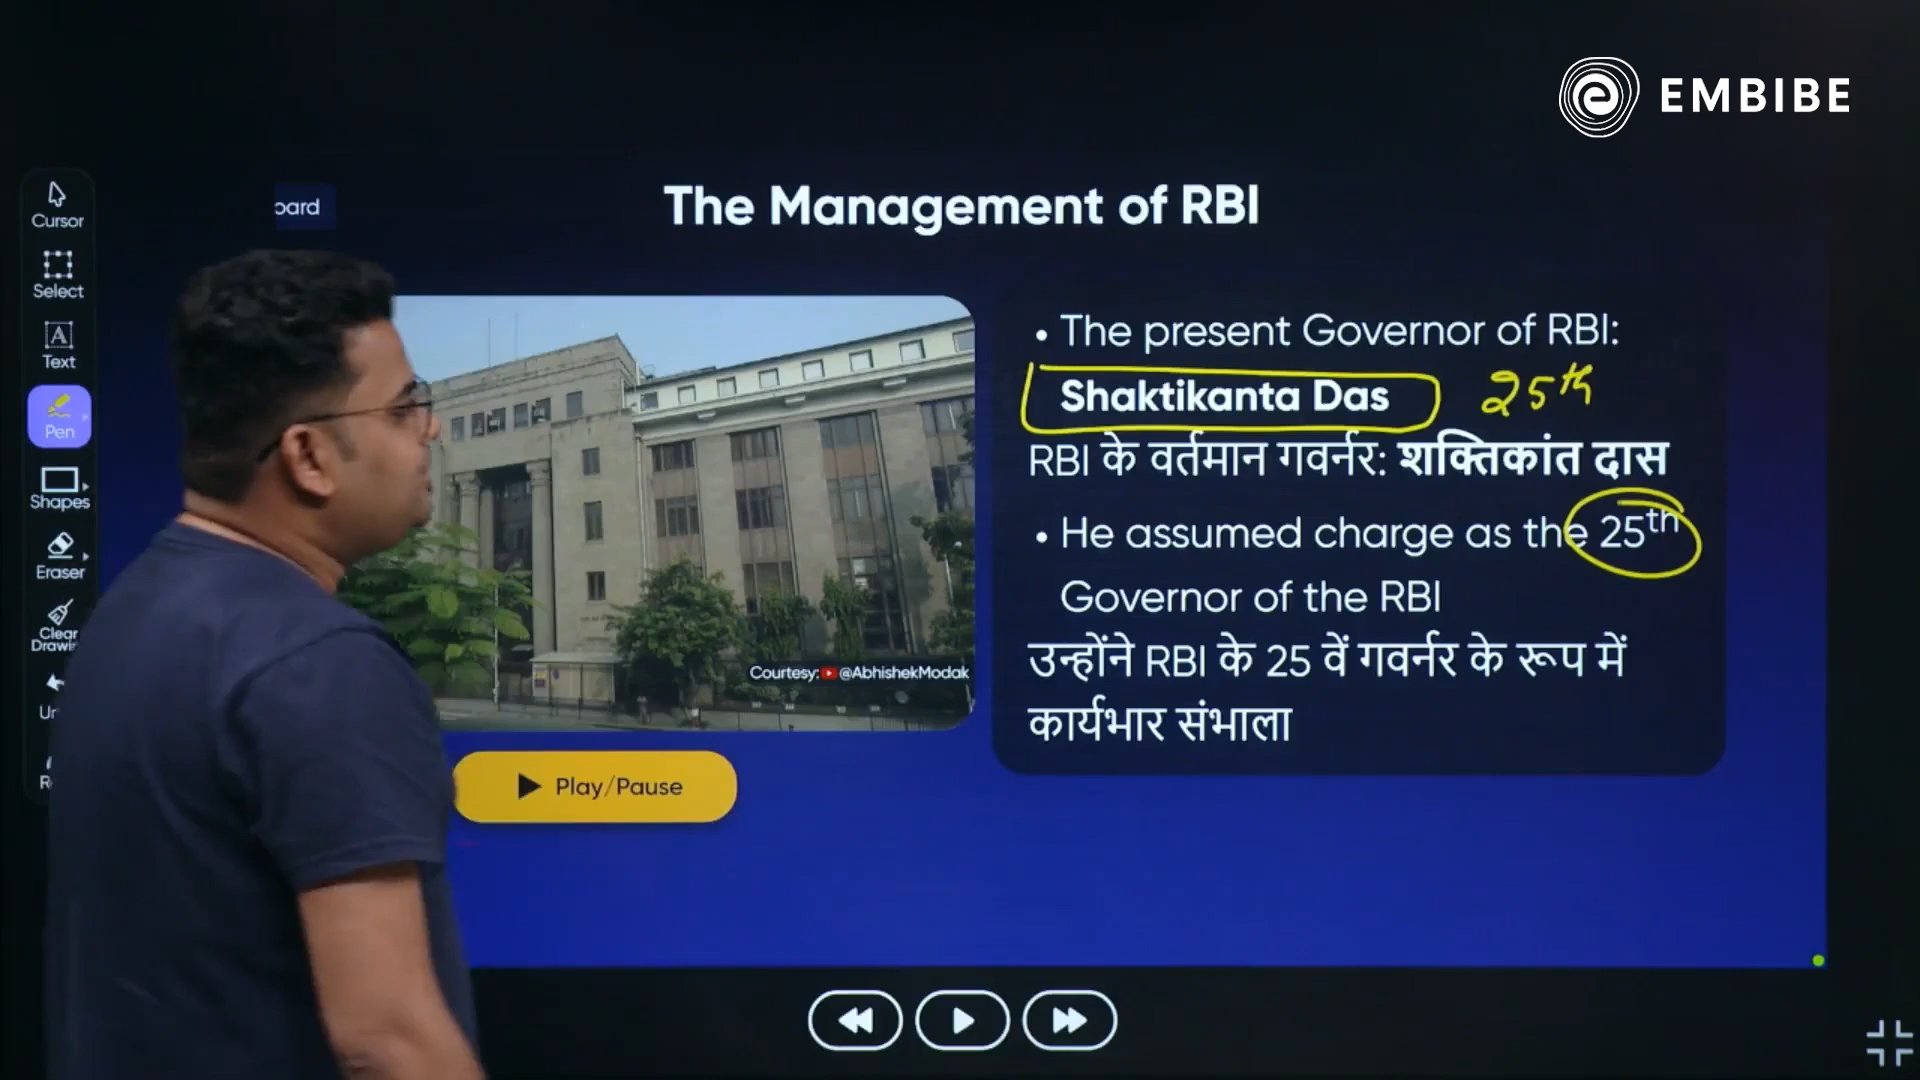 EMBIBE
oard
The Management of RBI
Cursor
Select
Text
Pen
Shapes
Eraser
Clear
• The present Governor of RBI:
Shaktikanta Das 25th
RBI के वर्तमान गवर्नर: शक्तिकांत दास
• He assumed charge as the 25th
Governor of the RBI
उन्होंने RBI के 25 वें गवर्नर के रूप में
कार्यभार संभाला
Courtesy: @AbhishekModak
Play/Pause